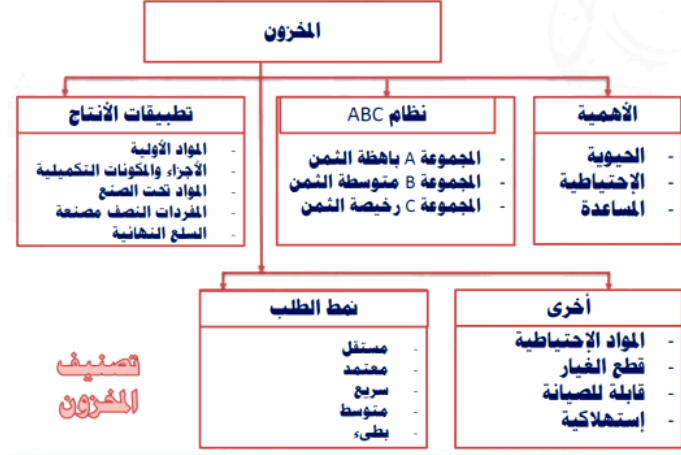 المخزون
الأهمية
- الحيوية
- الإحتياطية
- المساعدة
نظام ABC
- المجموعة A باهظة الثمن
- المجموعة B متوسطة الثمن
- المجموعة C رخيصة الثمن
تطبيقات الأنتاج
- المواد الأولية
- الأجزاء والمكونات التكميلية
- المواد تحت الصنع
- المفردات النصف مصنعة
- السلع النهائية
أخرى
- المواد الإحتياطية
- قطع الغيار
- قابلة للصيانة
- إستهلاكية
نمط الطلب
- مستقل
- معتمد
- سريع
- متوسط
- بطيء
تصنيف
المخزون